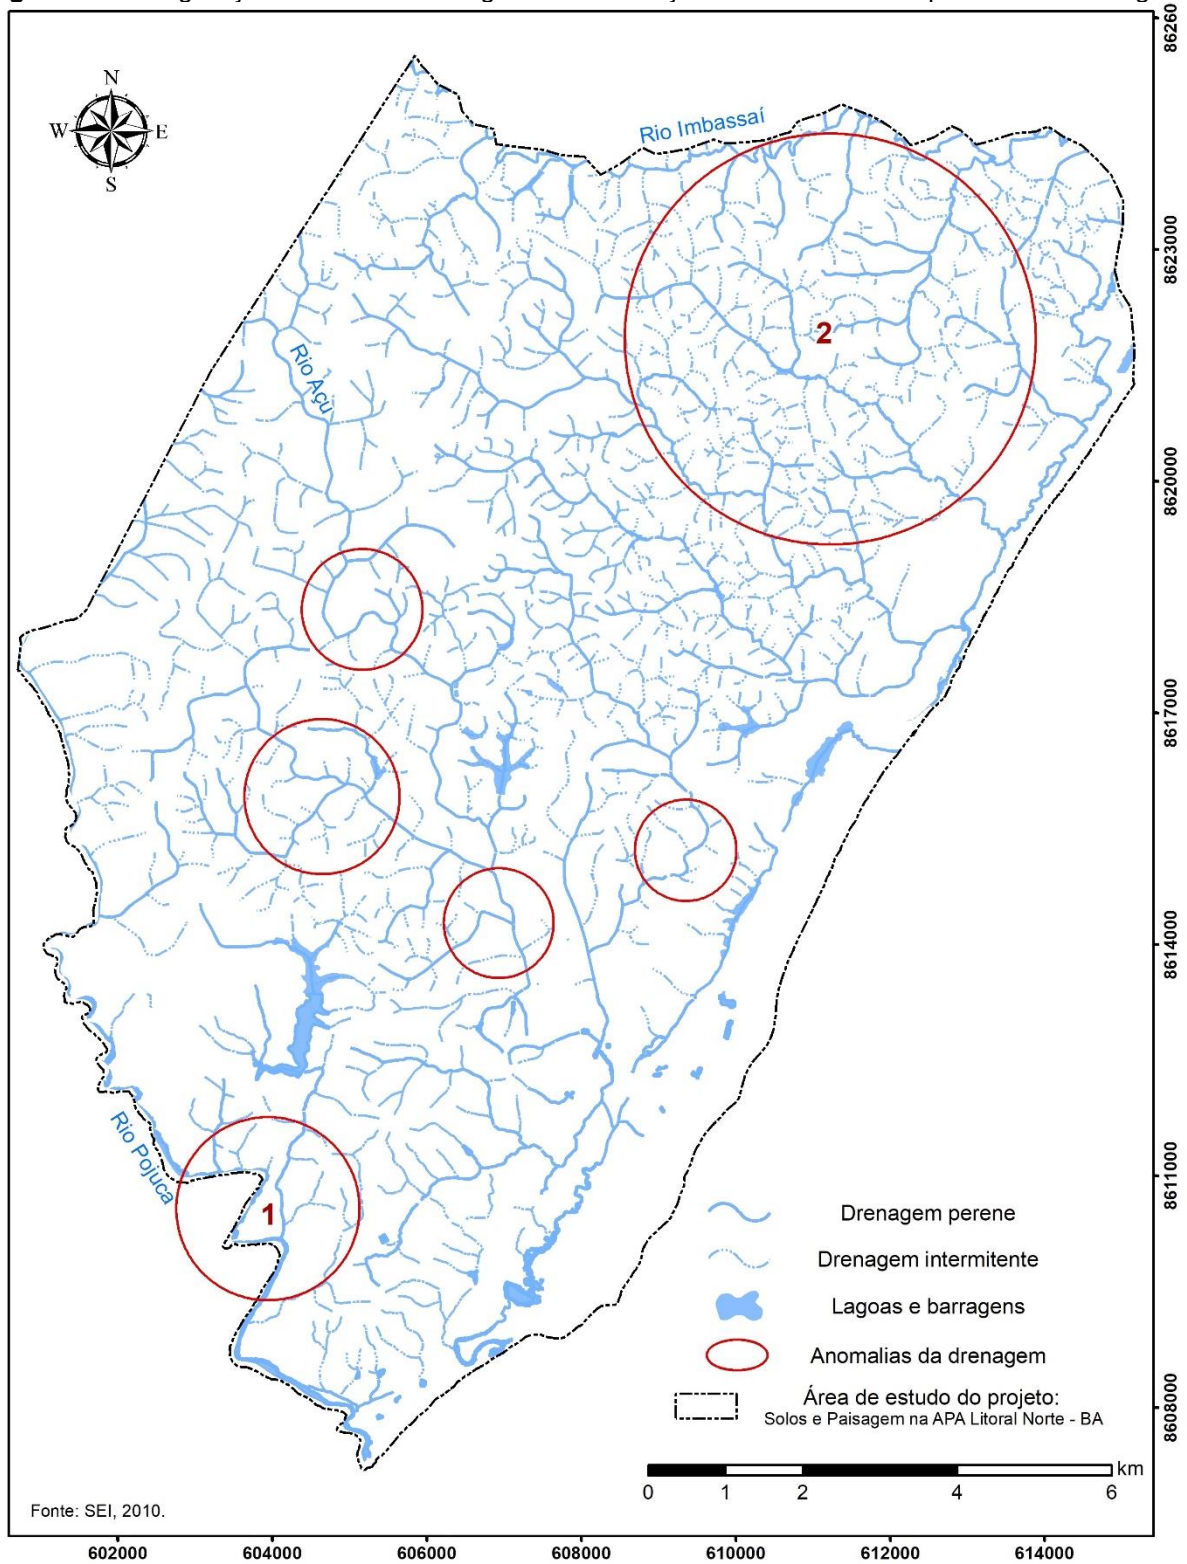 86260
N
W E
S
Rio Imbassaí
8623000
2
Rio Açu
8620000
8617000
8614000
Rio Pojuca
8611000
1
Drenagem perene
Drenagem intermitente
Lagoas e barragens
Anomalias da drenagem
Área de estudo do projeto:
Solos e Paisagem na APA Litoral Norte - BA
8608000
km
0 1 2 4 6
Fonte: SEI, 2010.
602000 604000 606000 608000 610000 612000 614000